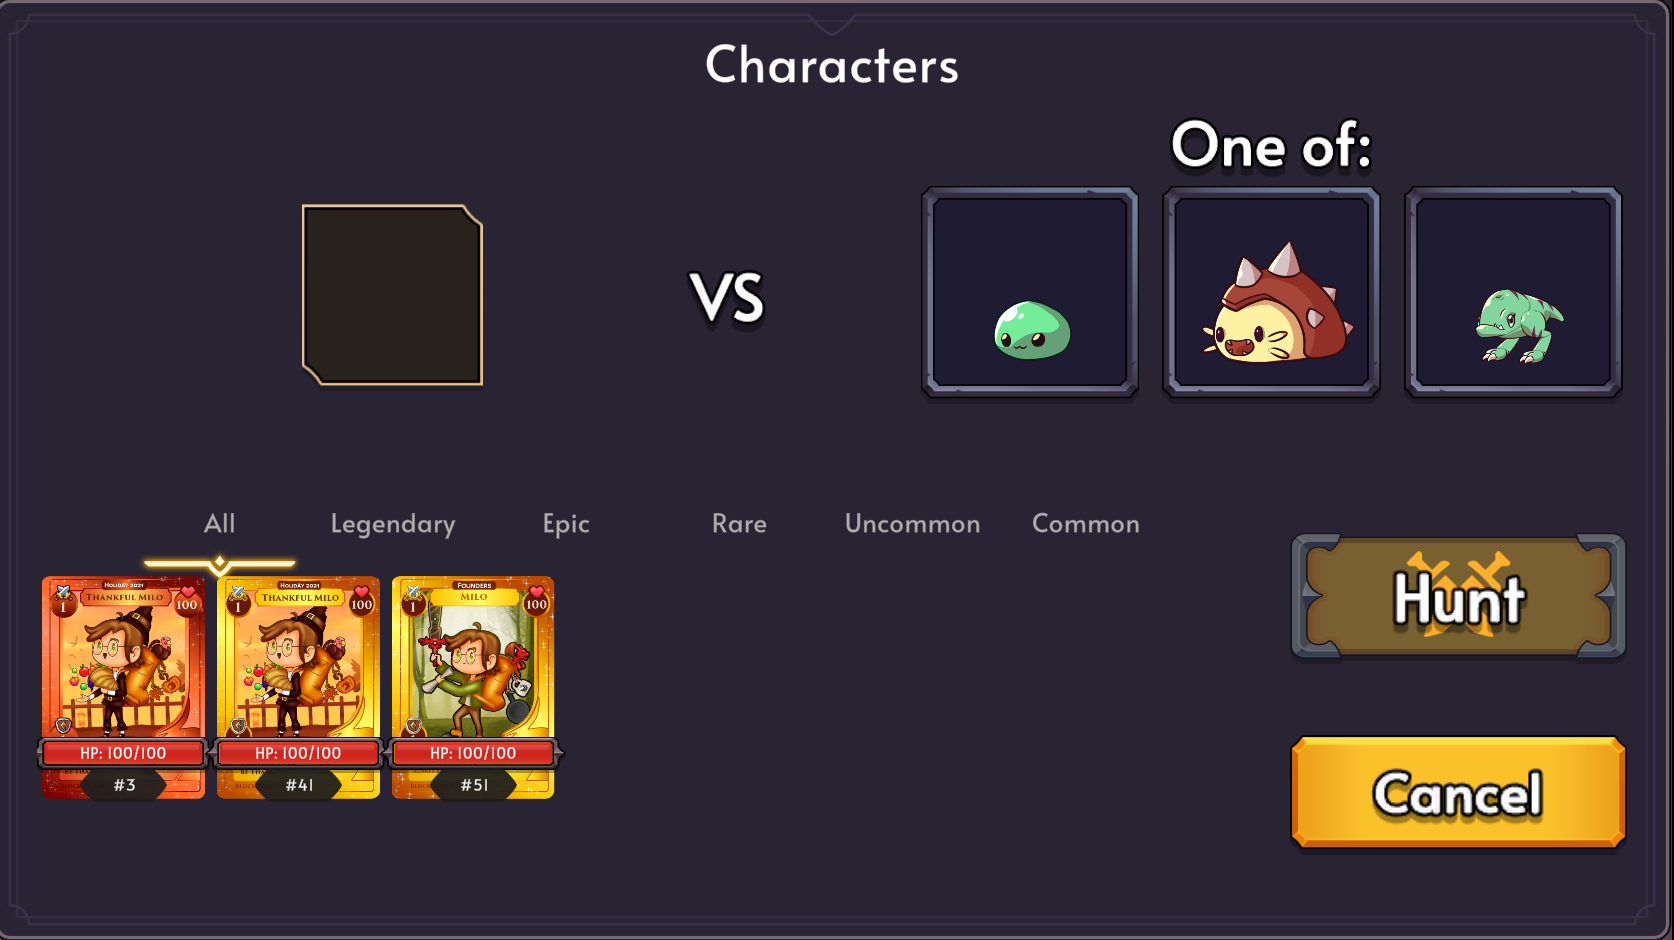 Characters
One of:
VS
All
Legendary
Epic
Rare
Uncommon
Common
HOLIDAY 2021
THANKFUL MILO
1
100
HP: 100/100
#3
HOLIDAY 2021
THANKFUL MILO
1
100
HP: 100/100
#41
FOUNDERS
MILO
1
100
HP: 100/100
#51
Hunt
Cancel